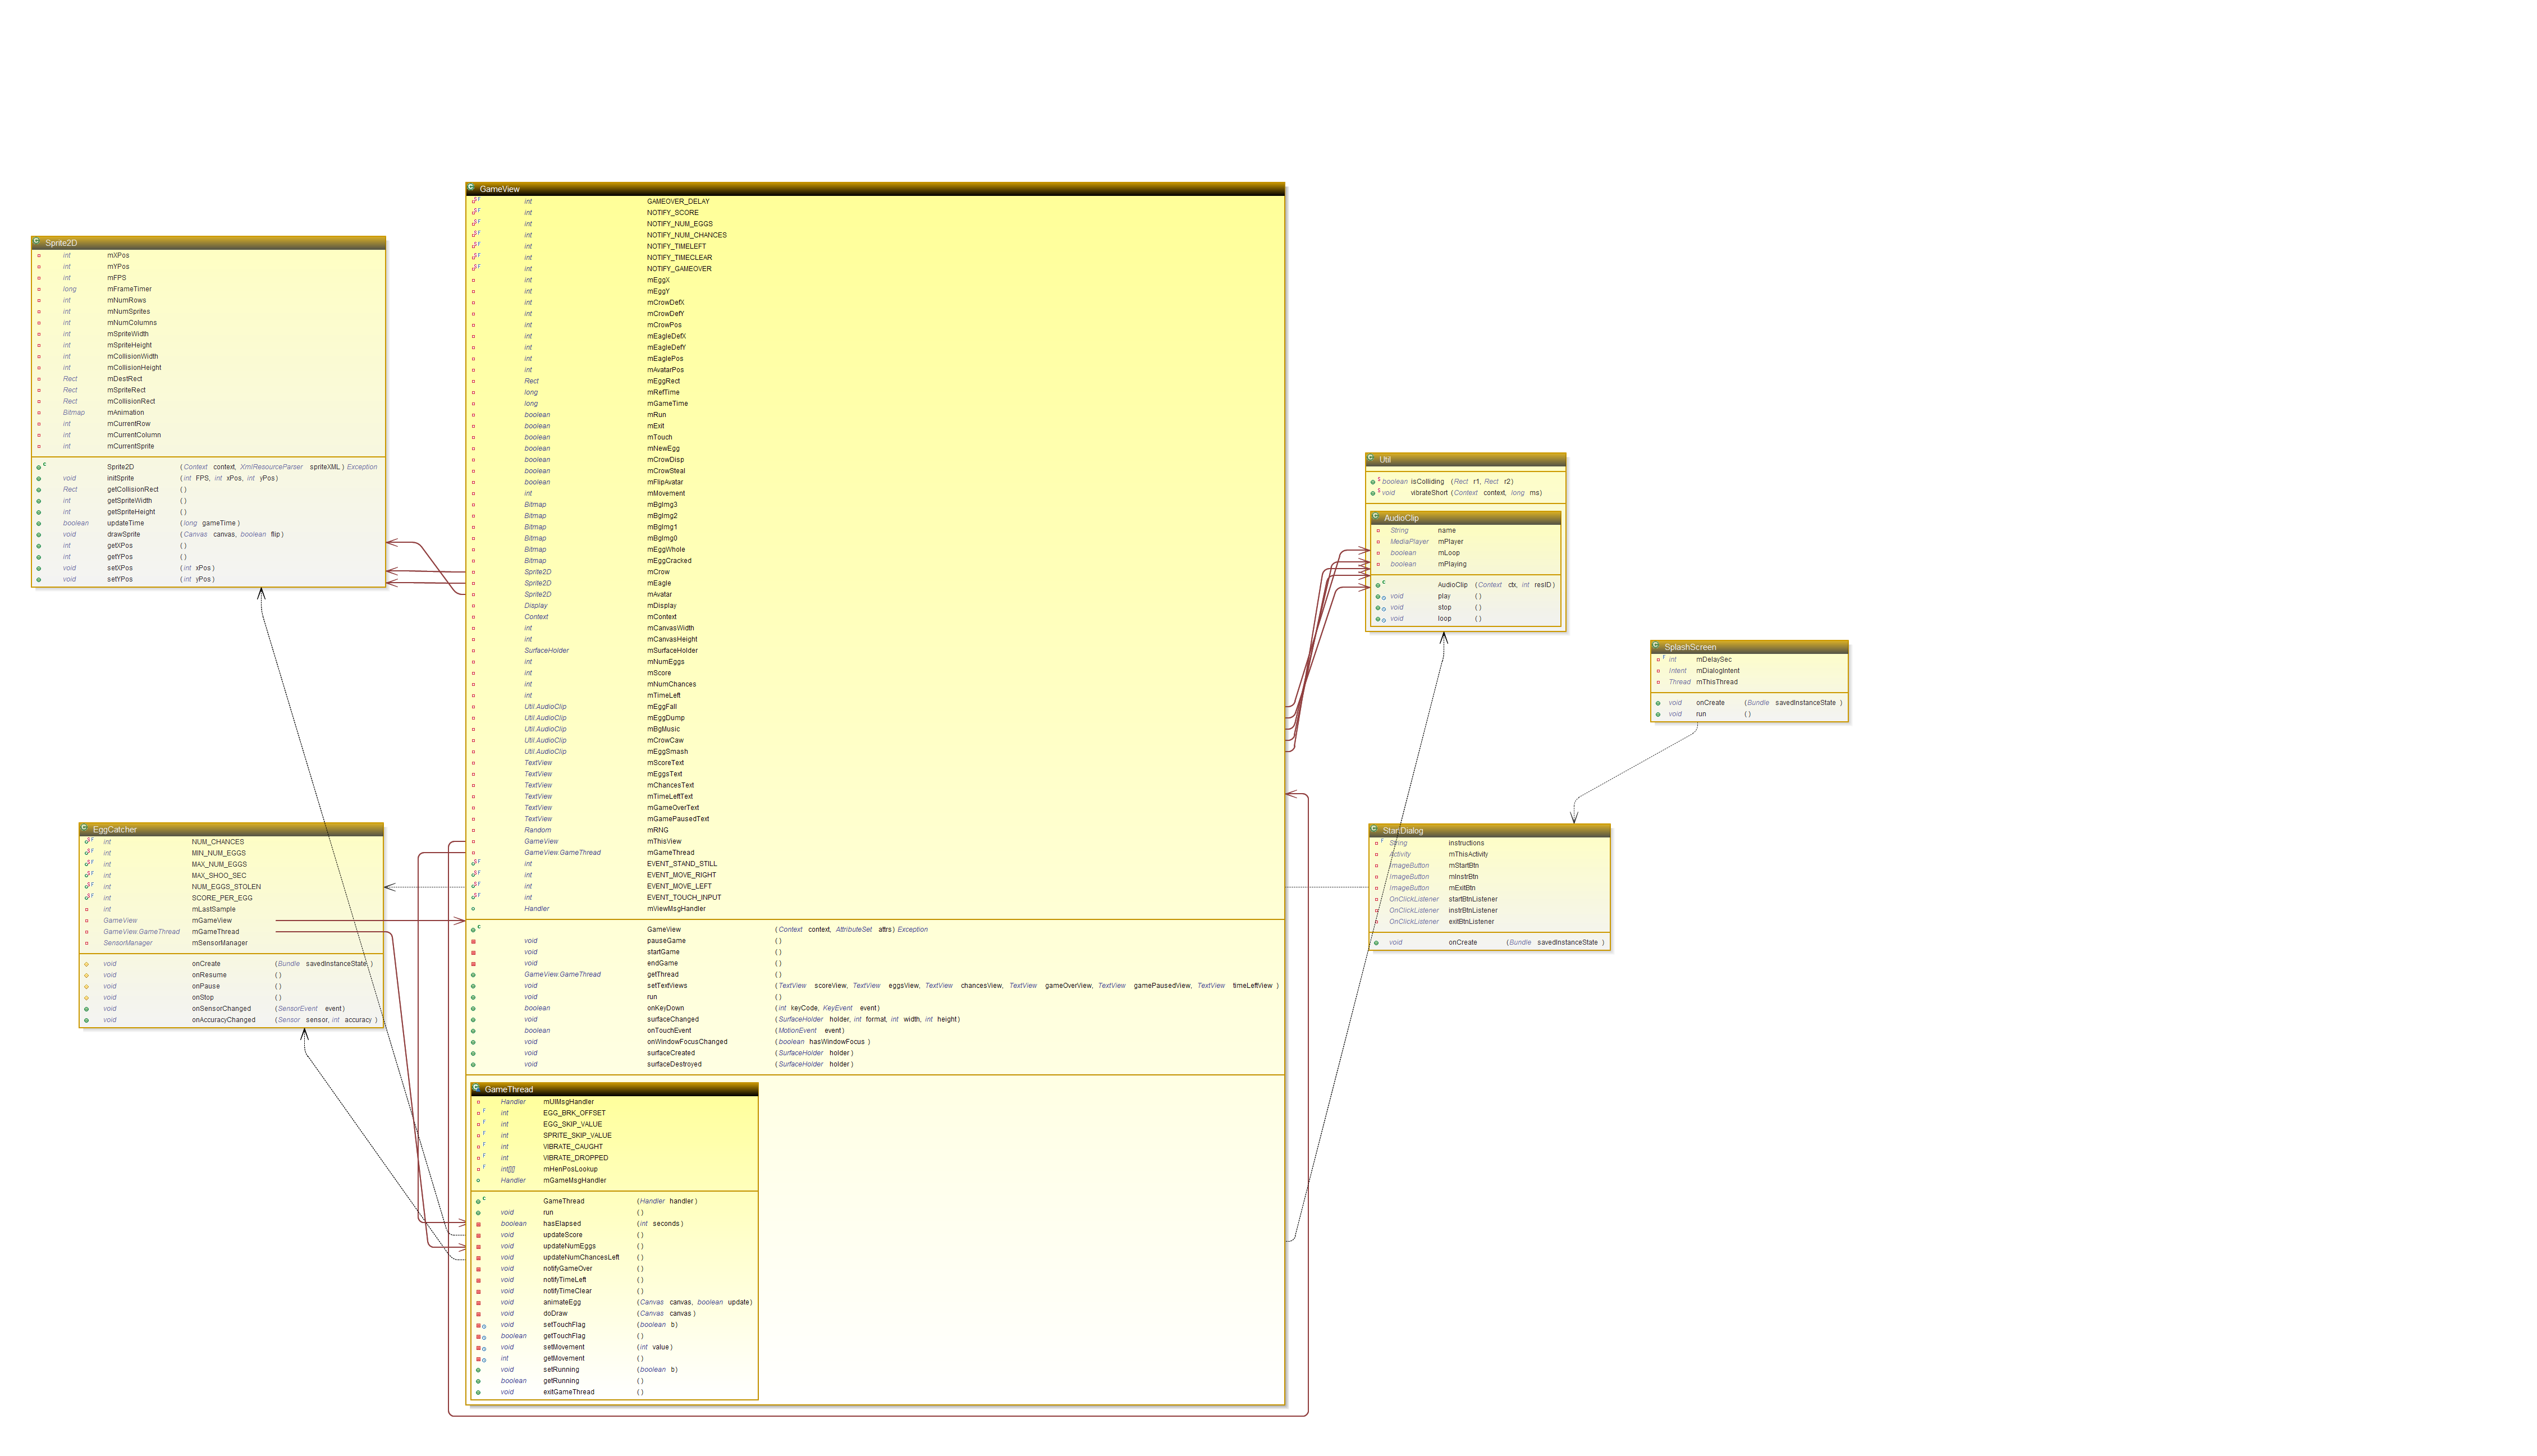 GameView
int GAMEOVER_DELAY
int NOTIFY_SCORE
int NOTIFY_NUM_EGGS
int NOTIFY_NUM_CHANCES
int NOTIFY_TIMELEFT
int NOTIFY_TIMECLEAR
int NOTIFY_GAMEOVER
int mEggX
int mEggY
int mCrowDefX
int mCrowDefY
int mCrowPos
int mEagleDefX
int mEagleDefY
int mEaglePos
int mAvatarPos
Rect mEggRect
long mRefTime
long mGameTime
boolean mRun
boolean mExit
boolean mTouch
boolean mNewEgg
boolean mCrowDisp
boolean mCrowSteal
boolean mFlipAvatar
int mMovement
Bitmap mBgImg3
Bitmap mBgImg2
Bitmap mBgImg1
Bitmap mBgImg0
Bitmap mEggWhole
Bitmap mEggCracked
Sprite2D mCrow
Sprite2D mEagle
Sprite2D mAvatar
Display mDisplay
Context mContext
int mCanvasWidth
int mCanvasHeight
SurfaceHolder mSurfaceHolder
int mNumEggs
int mScore
int mNumChances
int mTimeLeft
Util.AudioClip mEggFall
Util.AudioClip mEggDump
Util.AudioClip mBgMusic
Util.AudioClip mCrowCaw
Util.AudioClip mEggSmash
TextView mScoreText
TextView mEggsText
TextView mChancesText
TextView mTimeLeftText
TextView mGameOverText
TextView mGamePausedText
Random mRNG
GameView mThisView
GameView.GameThread mGameThread
int EVENT_STAND_STILL
int EVENT_MOVE_RIGHT
int EVENT_MOVE_LEFT
int EVENT_TOUCH_INPUT
Handler mViewMsgHandler
GameView (Context context, AttributeSet attrs) Exception
void pauseGame ()
void startGame ()
void endGame ()
GameView.GameThread getThread ()
void setTextViews (TextView scoreView, TextView eggsView, TextView chancesView, TextView gameOverView, TextView gamePausedView, TextView timeLeftView )
void run ()
boolean onKeyDown (int keyCode, KeyEvent event)
void surfaceChanged (SurfaceHolder holder, int format, int width, int height)
boolean onTouchEvent (MotionEvent event)
void onWindowFocusChanged (boolean hasWindowFocus )
void surfaceCreated (SurfaceHolder holder)
void surfaceDestroyed (SurfaceHolder holder)
GameThread
Handler mUIMsgHandler
int EGG_BRK_OFFSET
int EGG_SKIP_VALUE
int SPRITE_SKIP_VALUE
int VIBRATE_CAUGHT
int VIBRATE_DROPPED
int[][] mHenPosLookup
Handler mGameMsgHandler
GameThread (Handler handler)
void run ()
boolean hasElapsed (int seconds)
void updateScore ()
void updateNumEggs ()
void updateNumChancesLeft ()
void notifyGameOver ()
void notifyTimeLeft ()
void notifyTimeClear ()
void animateEgg (Canvas canvas, boolean update)
void doDraw (Canvas canvas)
void setTouchFlag (boolean b)
boolean getTouchFlag ()
void setMovement (int value)
int getMovement ()
void setRunning (boolean b)
boolean getRunning ()
void exitGameThread ()
Sprite2D
int mXPos
int mYPos
int mFPS
long mFrameTimer
int mNumRows
int mNumSprites
int mNumColumns
int mSpriteWidth
int mSpriteHeight
int mCollisionWidth
int mCollisionHeight
Rect mDestRect
Rect mSpriteRect
Rect mCollisionRect
Bitmap mAnimation
int mCurrentRow
int mCurrentColumn
int mCurrentSprite
Sprite2D (Context context, XmlResourceParser spriteXML) Exception
void initSprite (int FPS, int xPos, int yPos)
Rect getCollisionRect ()
int getSpriteWidth ()
int getSpriteHeight ()
boolean updateTime (long gameTime)
void drawSprite (Canvas canvas, boolean flip)
int getXPos ()
int getYPos ()
void setXPos (int xPos)
void setYPos (int yPos)
EggCatcher
int NUM_CHANCES
int MIN_NUM_EGGS
int MAX_NUM_EGGS
int MAX_SHOO_SEC
int NUM_EGGS_STOLEN
int SCORE_PER_EGG
int mLastSample
GameView mGameView
GameView.GameThread mGameThread
SensorManager mSensorManager
void onCreate (Bundle savedInstanceState )
void onResume ()
void onPause ()
void onStop ()
void onSensorChanged (SensorEvent event)
void onAccuracyChanged (Sensor sensor, int accuracy )
Util
boolean isColliding (Rect r1, Rect r2)
void vibrateShort (Context context, long ms)
AudioClip
String name
MediaPlayer mPlayer
boolean mLoop
boolean mPlaying
AudioClip (Context ctx, int resID)
void play ()
void stop ()
void loop ()
SplashScreen
int mDelaySec
Intent mDialogIntent
Thread mThisThread
void onCreate (Bundle savedInstanceState )
void run ()
StartDialog
String instructions
Activity mThisActivity
ImageButton mStartBtn
ImageButton mInstrBtn
ImageButton mExitBtn
OnClickListener startBtnListener
OnClickListener instrBtnListener
OnClickListener exitBtnListener
void onCreate (Bundle savedInstanceState )